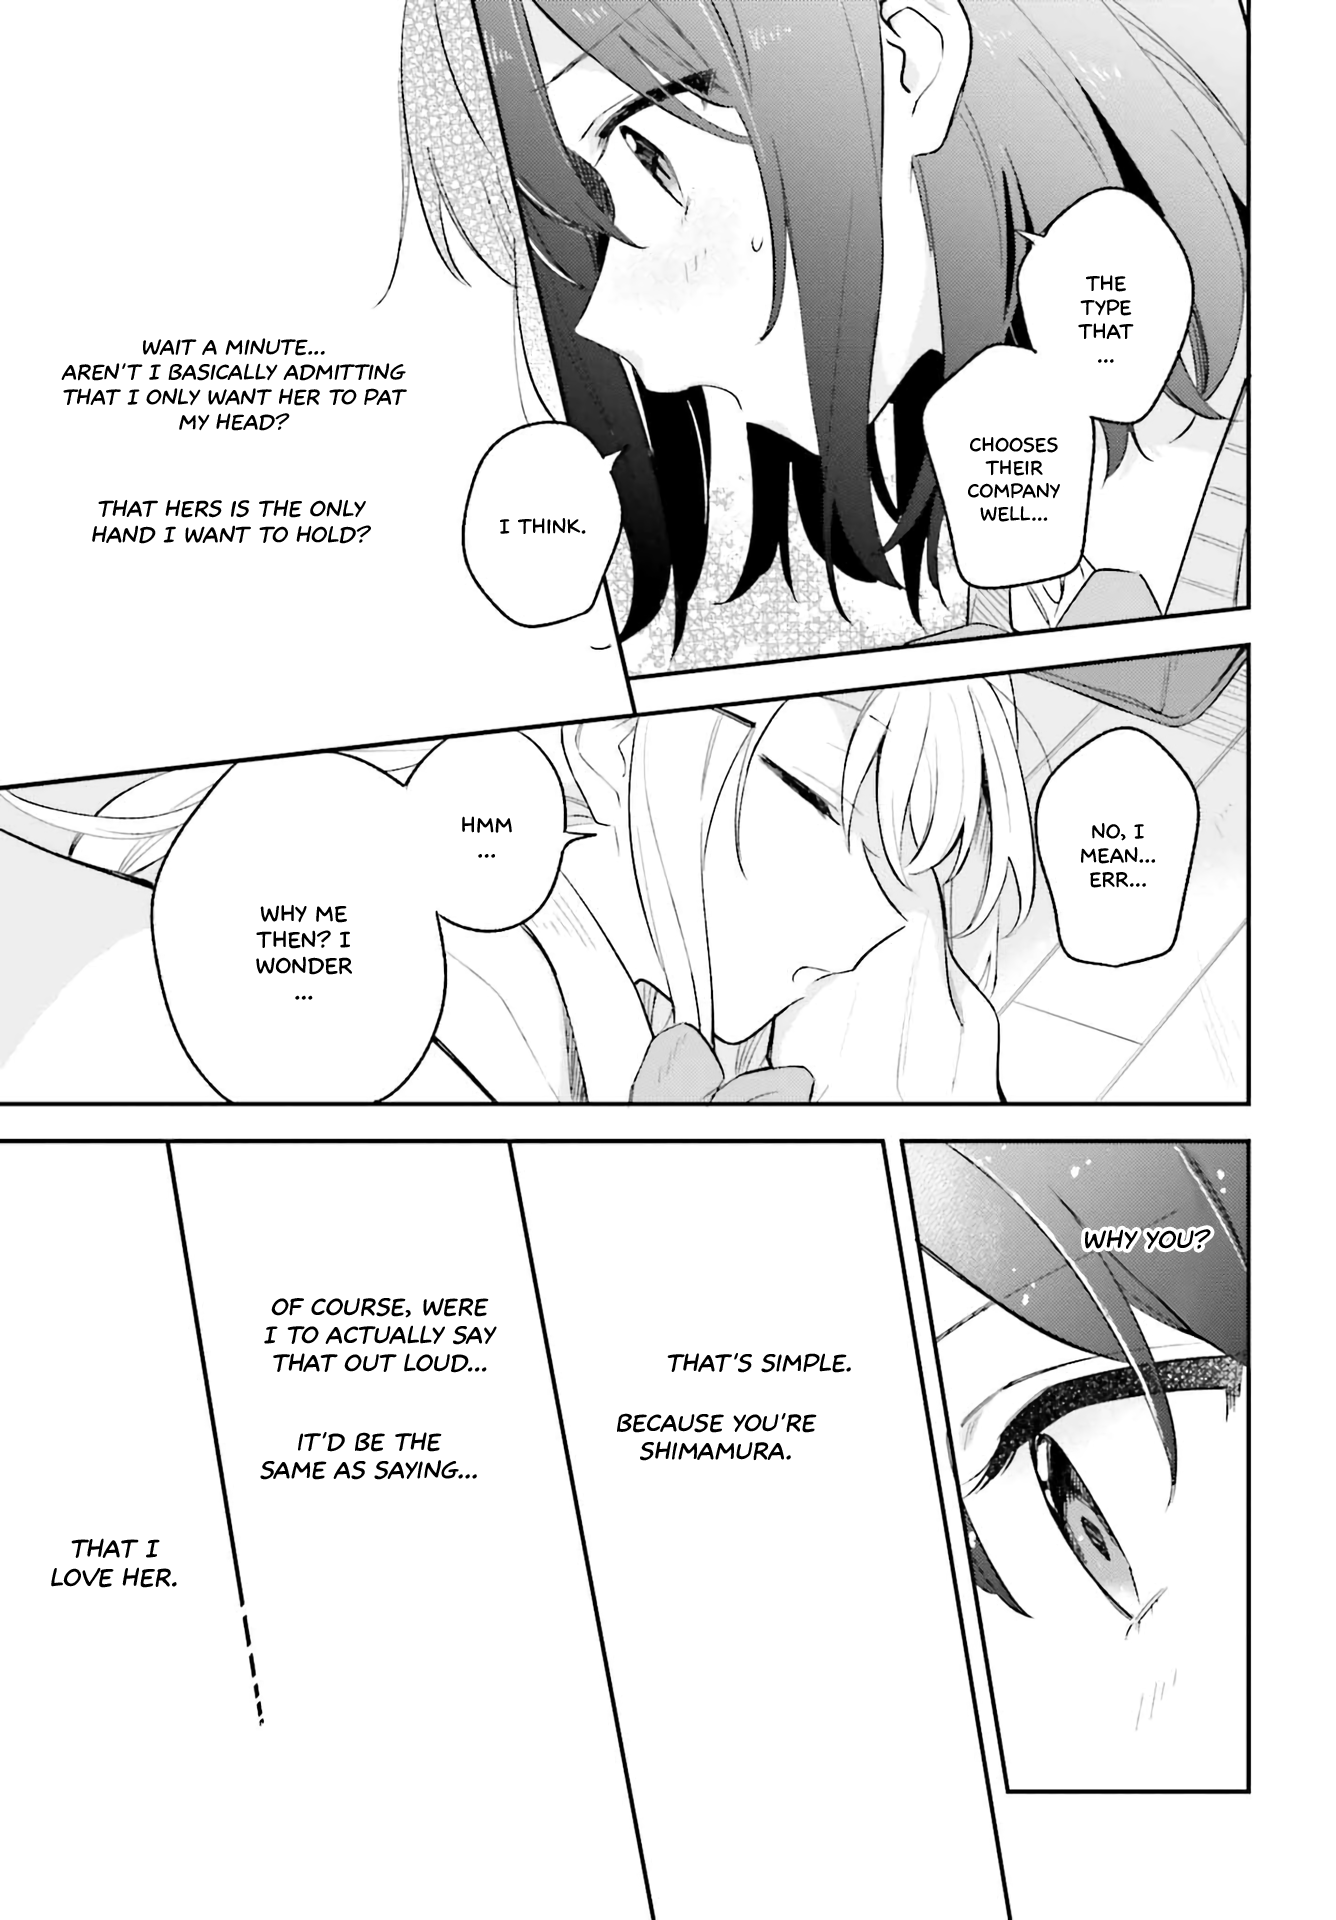 THE
TYPE
THAT
...
CHOOSES
THEIR
COMPANY
WELL...
I THINK.
WAIT A MINUTE...
AREN'T I BASICALLY ADMITTING
THAT I ONLY WANT HER TO PAT
MY HEAD?
THAT HERS IS THE ONLY
HAND I WANT TO HOLD?
NO, I
MEAN...
ERR...
HMM
...
WHY ME
THEN? I
WONDER
...
WHY YOU?
THAT'S SIMPLE.
BECAUSE YOU'RE
SHIMAMURA.
OF COURSE, WERE
I TO ACTUALLY SAY
THAT OUT LOUD...
IT'D BE THE
SAME AS SAYING...
THAT I
LOVE HER.